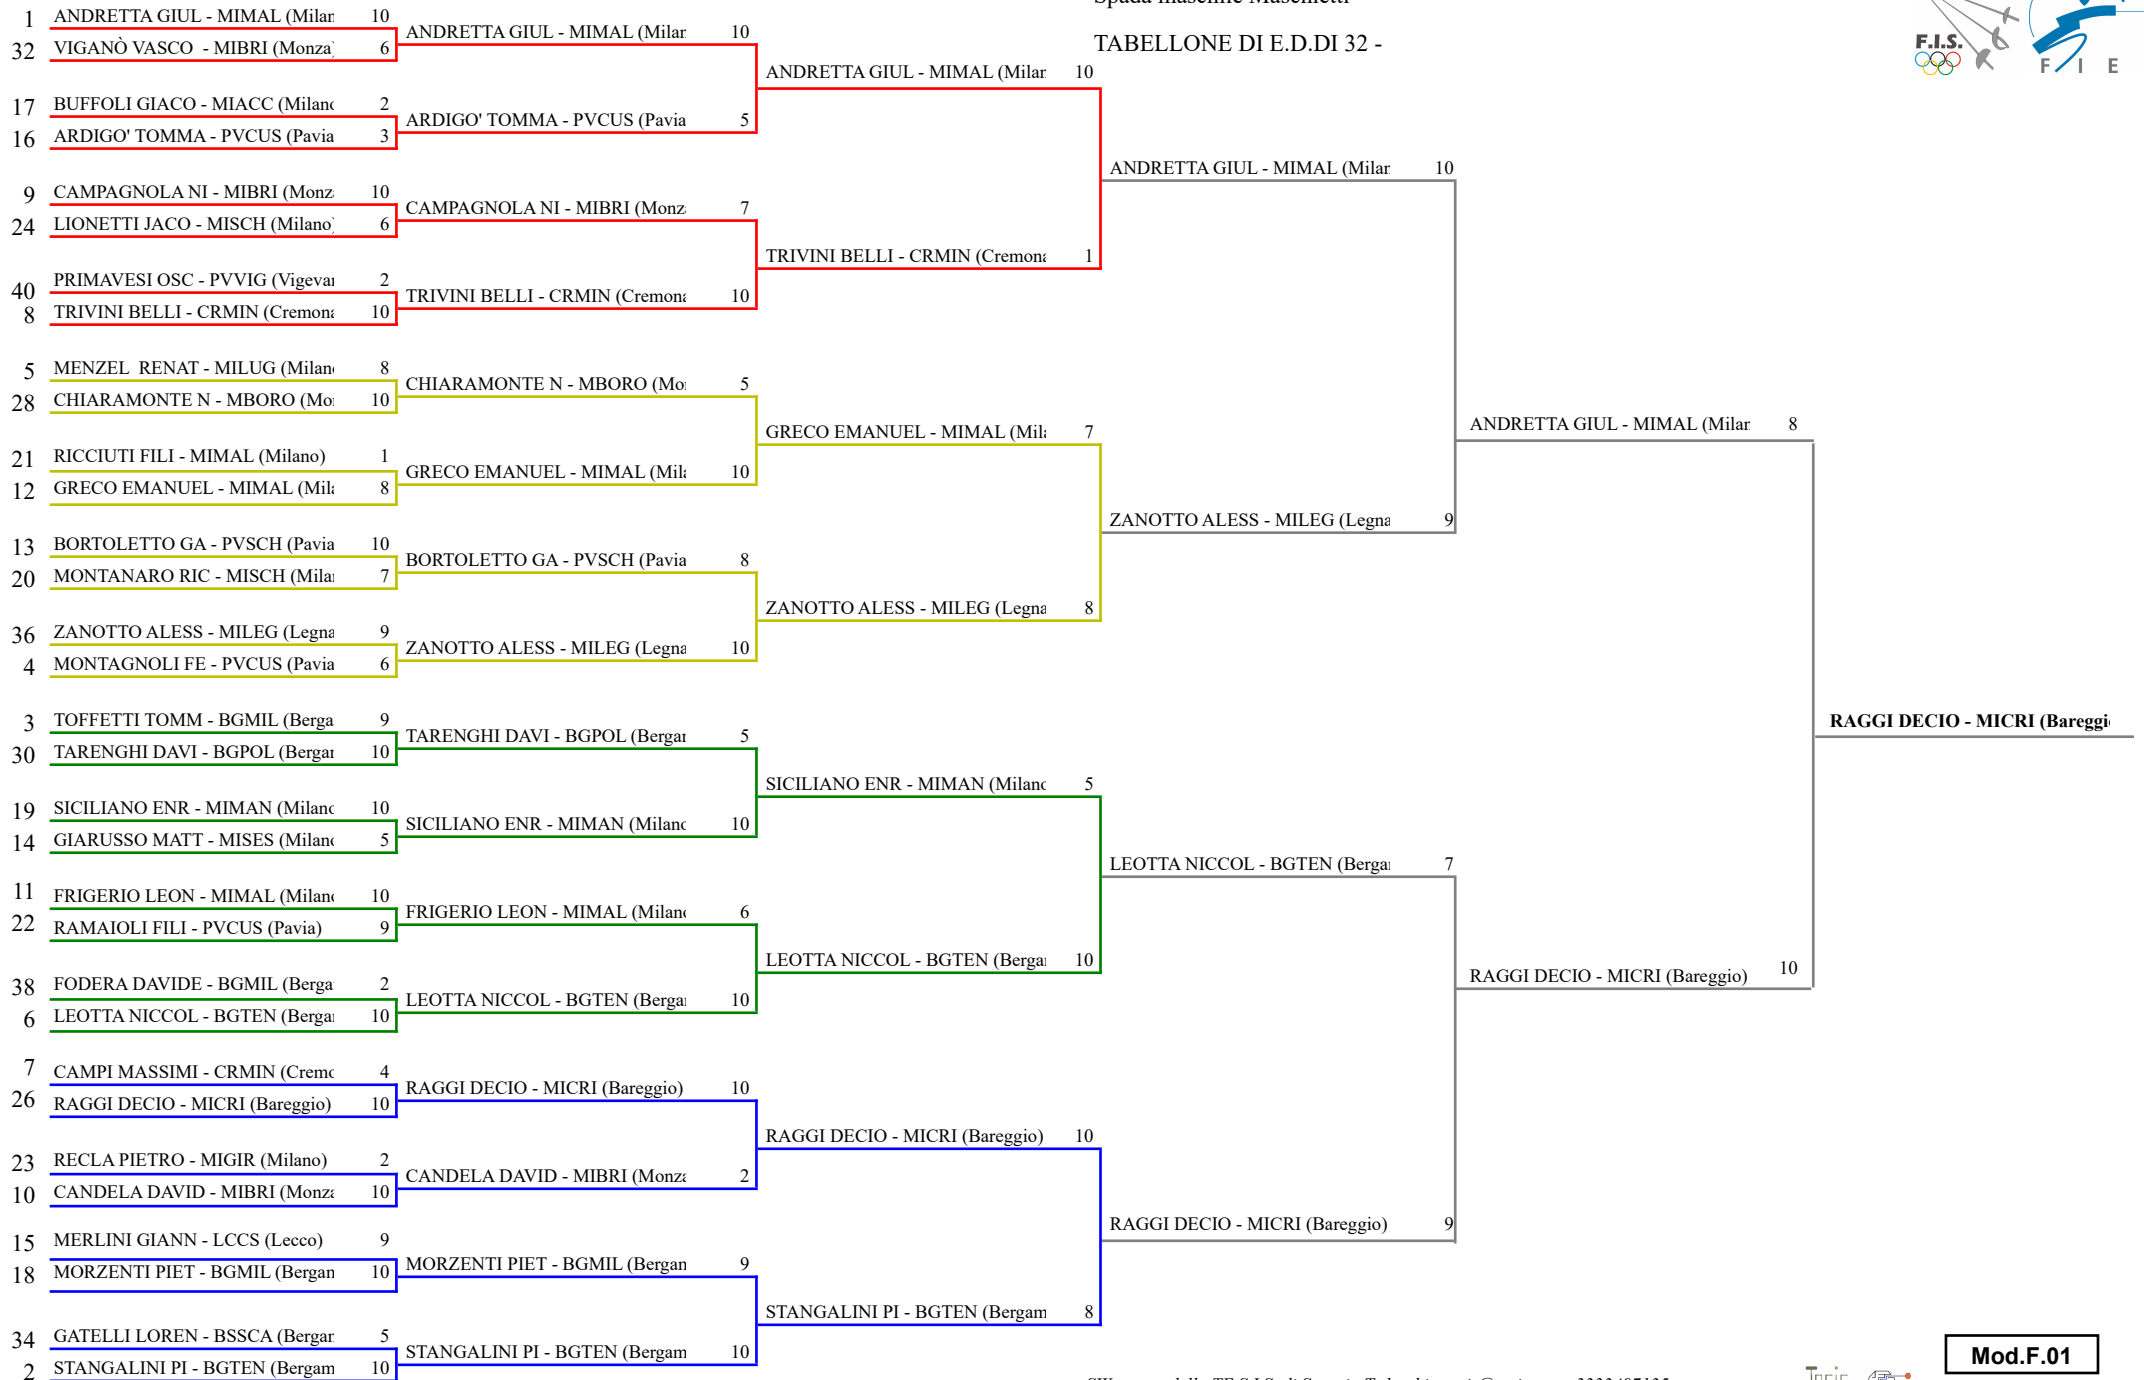 Spada maschile Maschietti
TABELLONE DI E.D.DI 32 -
F.I.S.
F I E
1 ANDRETTA GIUL - MIMAL (Milan 10
32 VIGANÒ VASCO - MIBRI (Monza) 6
17 BUFFOLI GIACO - MIACC (Milano 2
16 ARDIGO' TOMMA - PVCUS (Pavia 3
9 CAMPAGNOLA NI - MIBRI (Monz 10
24 LIONETTI JACO - MISCH (Milano) 6
40 PRIMAVESI OSC - PVVIG (Vigevan 2
8 TRIVINI BELLI - CRMIN (Cremona 10
5 MENZEL RENAT - MILUG (Milano 8
28 CHIARAMONTE N - MBORO (Mon 10
21 RICCIUTI FILI - MIMAL (Milano) 1
12 GRECO EMANUEL - MIMAL (Mila 8
13 BORTOLETTO GA - PVSCH (Pavia 10
20 MONTANARO RIC - MISCH (Milan 7
36 ZANOTTO ALESS - MILEG (Legna 9
4 MONTAGNOLI FE - PVCUS (Pavia 6
3 TOFFETTI TOMM - BGMIL (Berga 9
30 TARENGHI DAVI - BGPOL (Bergam 10
19 SICILIANO ENR - MIMAN (Milano 10
14 GIARUSSO MATT - MISES (Milano 5
11 FRIGERIO LEON - MIMAL (Milano 10
22 RAMAIOLI FILI - PVCUS (Pavia) 9
38 FODERA DAVIDE - BGMIL (Berga 2
6 LEOTTA NICCOL - BGTEN (Bergam 10
7 CAMPI MASSIMI - CRMIN (Cremo 4
26 RAGGI DECIO - MICRI (Bareggio) 10
23 RECLA PIETRO - MIGIR (Milano) 2
10 CANDELA DAVID - MIBRI (Monza 10
15 MERLINI GIANN - LCCS (Lecco) 9
18 MORZENTI PIET - BGMIL (Bergam 10
34 GATELLI LOREN - BSSCA (Bergam 5
2 STANGALINI PI - BGTEN (Bergam 10
ANDRETTA GIUL - MIMAL (Milan 10
ARDIGO' TOMMA - PVCUS (Pavia 5
CAMPAGNOLA NI - MIBRI (Monz 7
TRIVINI BELLI - CRMIN (Cremona 10
CHIARAMONTE N - MBORO (Mon 5
GRECO EMANUEL - MIMAL (Mila 10
BORTOLETTO GA - PVSCH (Pavia 8
ZANOTTO ALESS - MILEG (Legna 10
TARENGHI DAVI - BGPOL (Bergam 5
SICILIANO ENR - MIMAN (Milano 10
FRIGERIO LEON - MIMAL (Milano 6
LEOTTA NICCOL - BGTEN (Bergam 10
RAGGI DECIO - MICRI (Bareggio) 10
CANDELA DAVID - MIBRI (Monza 2
MORZENTI PIET - BGMIL (Bergam 9
STANGALINI PI - BGTEN (Bergam 10
ANDRETTA GIUL - MIMAL (Milan 10
TRIVINI BELLI - CRMIN (Cremona 1
GRECO EMANUEL - MIMAL (Mila 7
ZANOTTO ALESS - MILEG (Legna 8
SICILIANO ENR - MIMAN (Milano 5
LEOTTA NICCOL - BGTEN (Bergam 10
RAGGI DECIO - MICRI (Bareggio) 10
STANGALINI PI - BGTEN (Bergam 8
ANDRETTA GIUL - MIMAL (Milan 10
ZANOTTO ALESS - MILEG (Legna 9
LEOTTA NICCOL - BGTEN (Bergam 7
RAGGI DECIO - MICRI (Bareggio) 9
ANDRETTA GIUL - MIMAL (Milan 8
RAGGI DECIO - MICRI (Bareggio) 10
RAGGI DECIO - MICRI (Bareggi
Mod.F.01